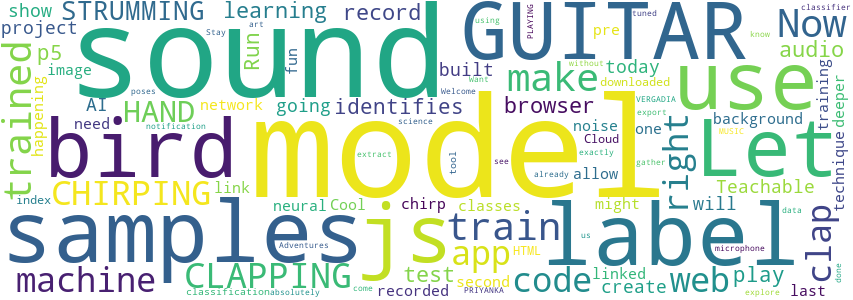 show STRUMMING learning record GUITAR Now classifier
project sound Run fun Stay art PLAYING using tuned know
p5 image built make pre today use audio
trained happening AI network going identifies browser downloaded without training deeper
HAND need notification poses Want Welcome VERGADIA export
bird model noise one background Let
CHIRPING link science Cloud allow right exactly MUSIC technique
index neural Cool chirp tool extract see already gather Teachable
samples js classes train might label will data clap
Adventures app HTML us microphone
machine CLAPPING test second code linked web play
classification absolutely recorded come PRIYANKA create explore done last